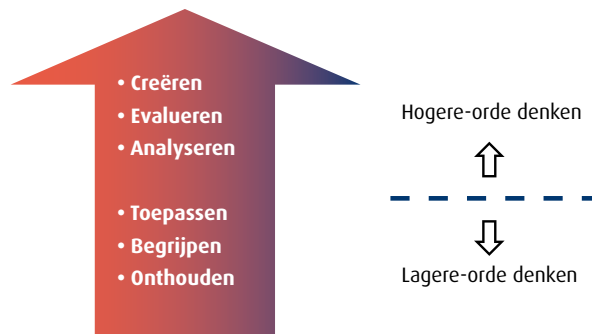 • Creëren
• Evalueren
• Analyseren
• Toepassen
• Begrijpen
• Onthouden
Hogere-orde denken
Lagere-orde denken